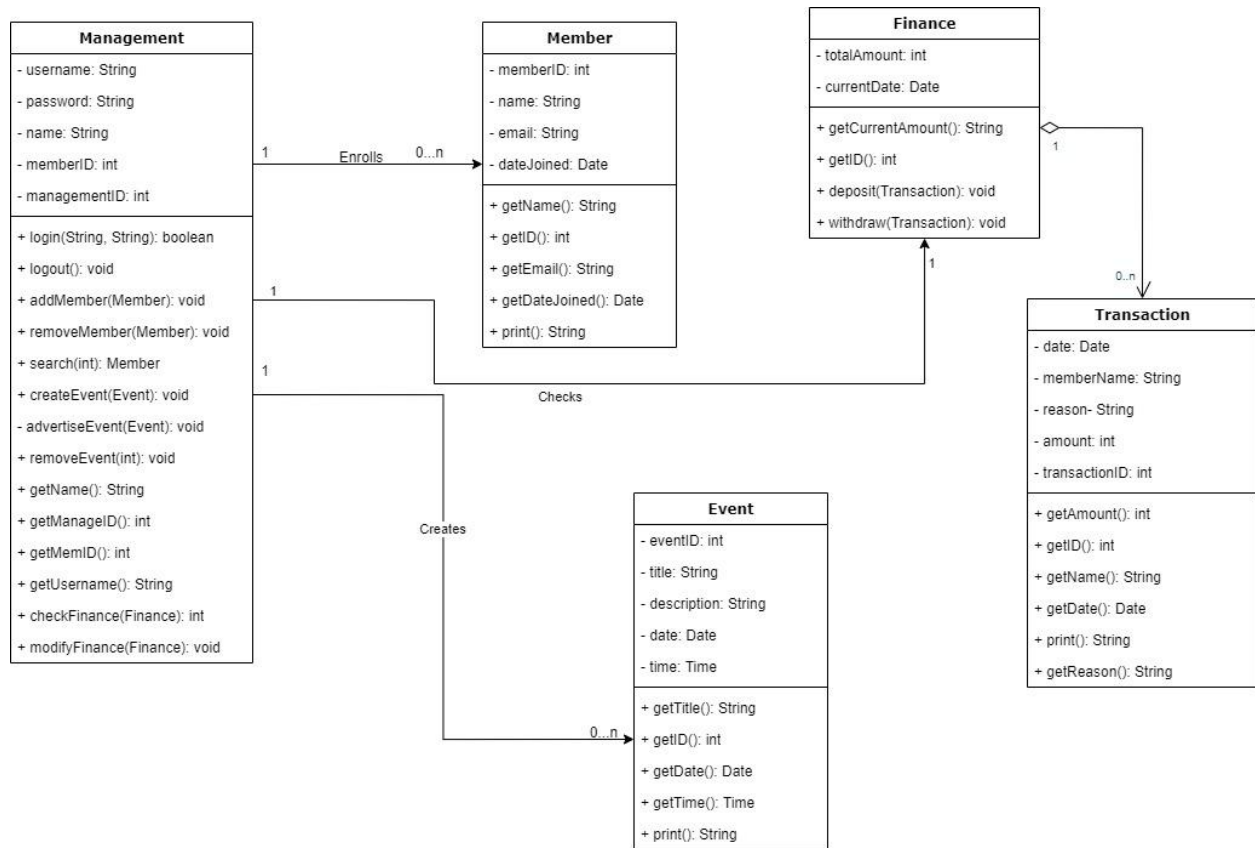 Management
- username: String
- password: String
- name: String
- memberID: int
- managementID: int
+ login(String, String): boolean
+ logout(): void
+ addMember(Member): void
+ removeMember(Member): void
+ search(int): Member
+ createEvent(Event): void
- advertiseEvent(Event): void
+ removeEvent(int): void
+ getName(): String
+ getManageID(): int
+ getMemID(): int
+ getUsername(): String
+ checkFinance(Finance): int
+ modifyFinance(Finance): void
1
Enrolls
0...n
1
Checks
1
1
Creates
0...n
Member
- memberID: int
- name: String
- email: String
- dateJoined: Date
+ getName(): String
+ getID(): int
+ getEmail(): String
+ getDateJoined(): Date
+ print(): String
Finance
- totalAmount: int
- currentDate: Date
+ getCurrentAmount(): String
+ getID(): int
+ deposit(Transaction): void
+ withdraw(Transaction): void
1
0..n
Transaction
- date: Date
- memberName: String
- reason- String
- amount: int
- transactionID: int
+ getAmount(): int
+ getID(): int
+ getName(): String
+ getDate(): Date
+ print(): String
+ getReason(): String
Event
- eventID: int
- title: String
- description: String
- date: Date
- time: Time
+ getTitle(): String
+ getID(): int
+ getDate(): Date
+ getTime(): Time
+ print(): String